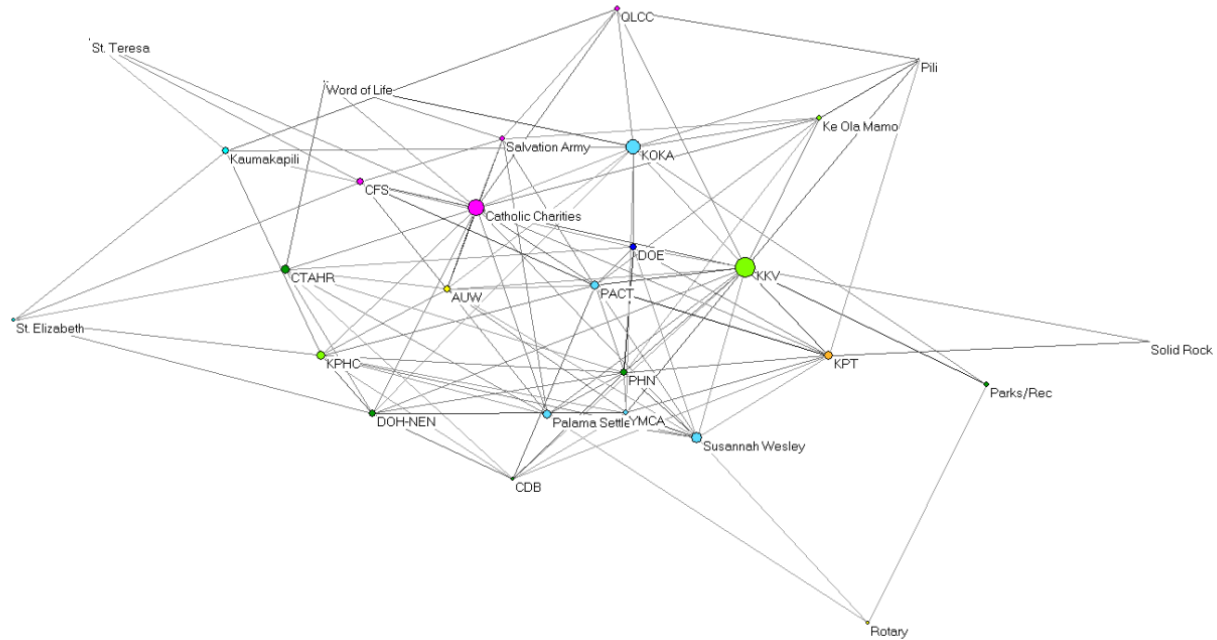 QLCC
St. Teresa
Pili
Word of Life
Ke Ola Mamo
Salvation Army
KOKA
Kaumakapili
CFS
Catholic Charities
DOE
KKV
CTAHR
AUW
PACT
St. Elizabeth
Solid Rock
KPHC
PHN
KPT
Parks/Rec
DOH-NEN
Palama Settle
YMCA
Susannah Wesley
CDB
Rotary